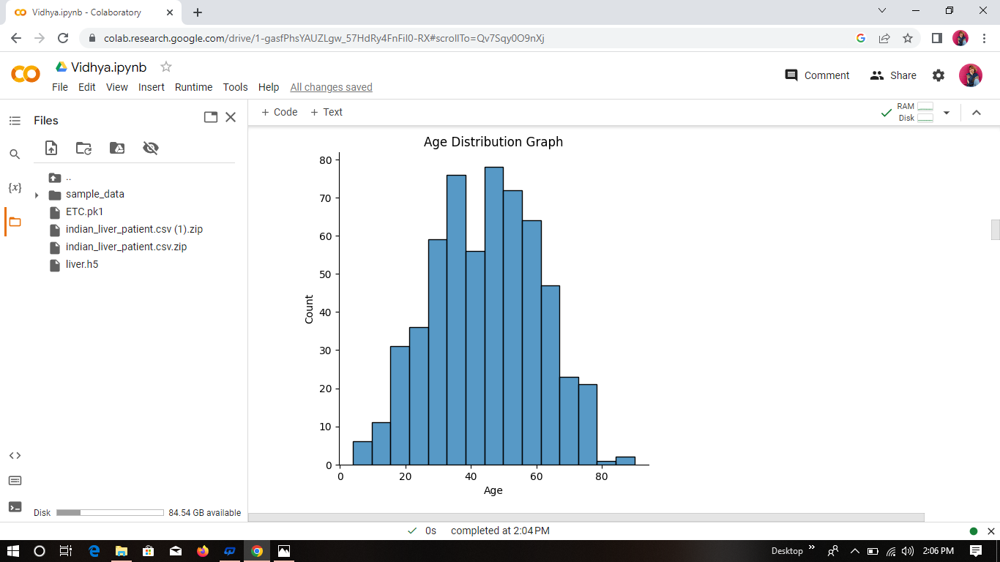 Vidhya.ipynb - Colaboratory
colab.research.google.com/drive/1-gasfPhsYAUZLgw_57HdRy4FnFil0-RX#scrollTo=Qv7Sqy0O9nXj
Vidhya.ipynb
Comment
Share
File Edit View Insert Runtime Tools Help All changes saved
Files
+ Code + Text
RAM
Disk
..
{x}
sample_data
ETC.pk1
indian_liver_patient.csv (1).zip
indian_liver_patient.csv.zip
liver.h5
<>
Disk 84.54 GB available
Age Distribution Graph
80
70
60
50
40
30
20
10
0
Count
0 20 40 60 80
Age
0s completed at 2:04 PM
Desktop
2:06 PM